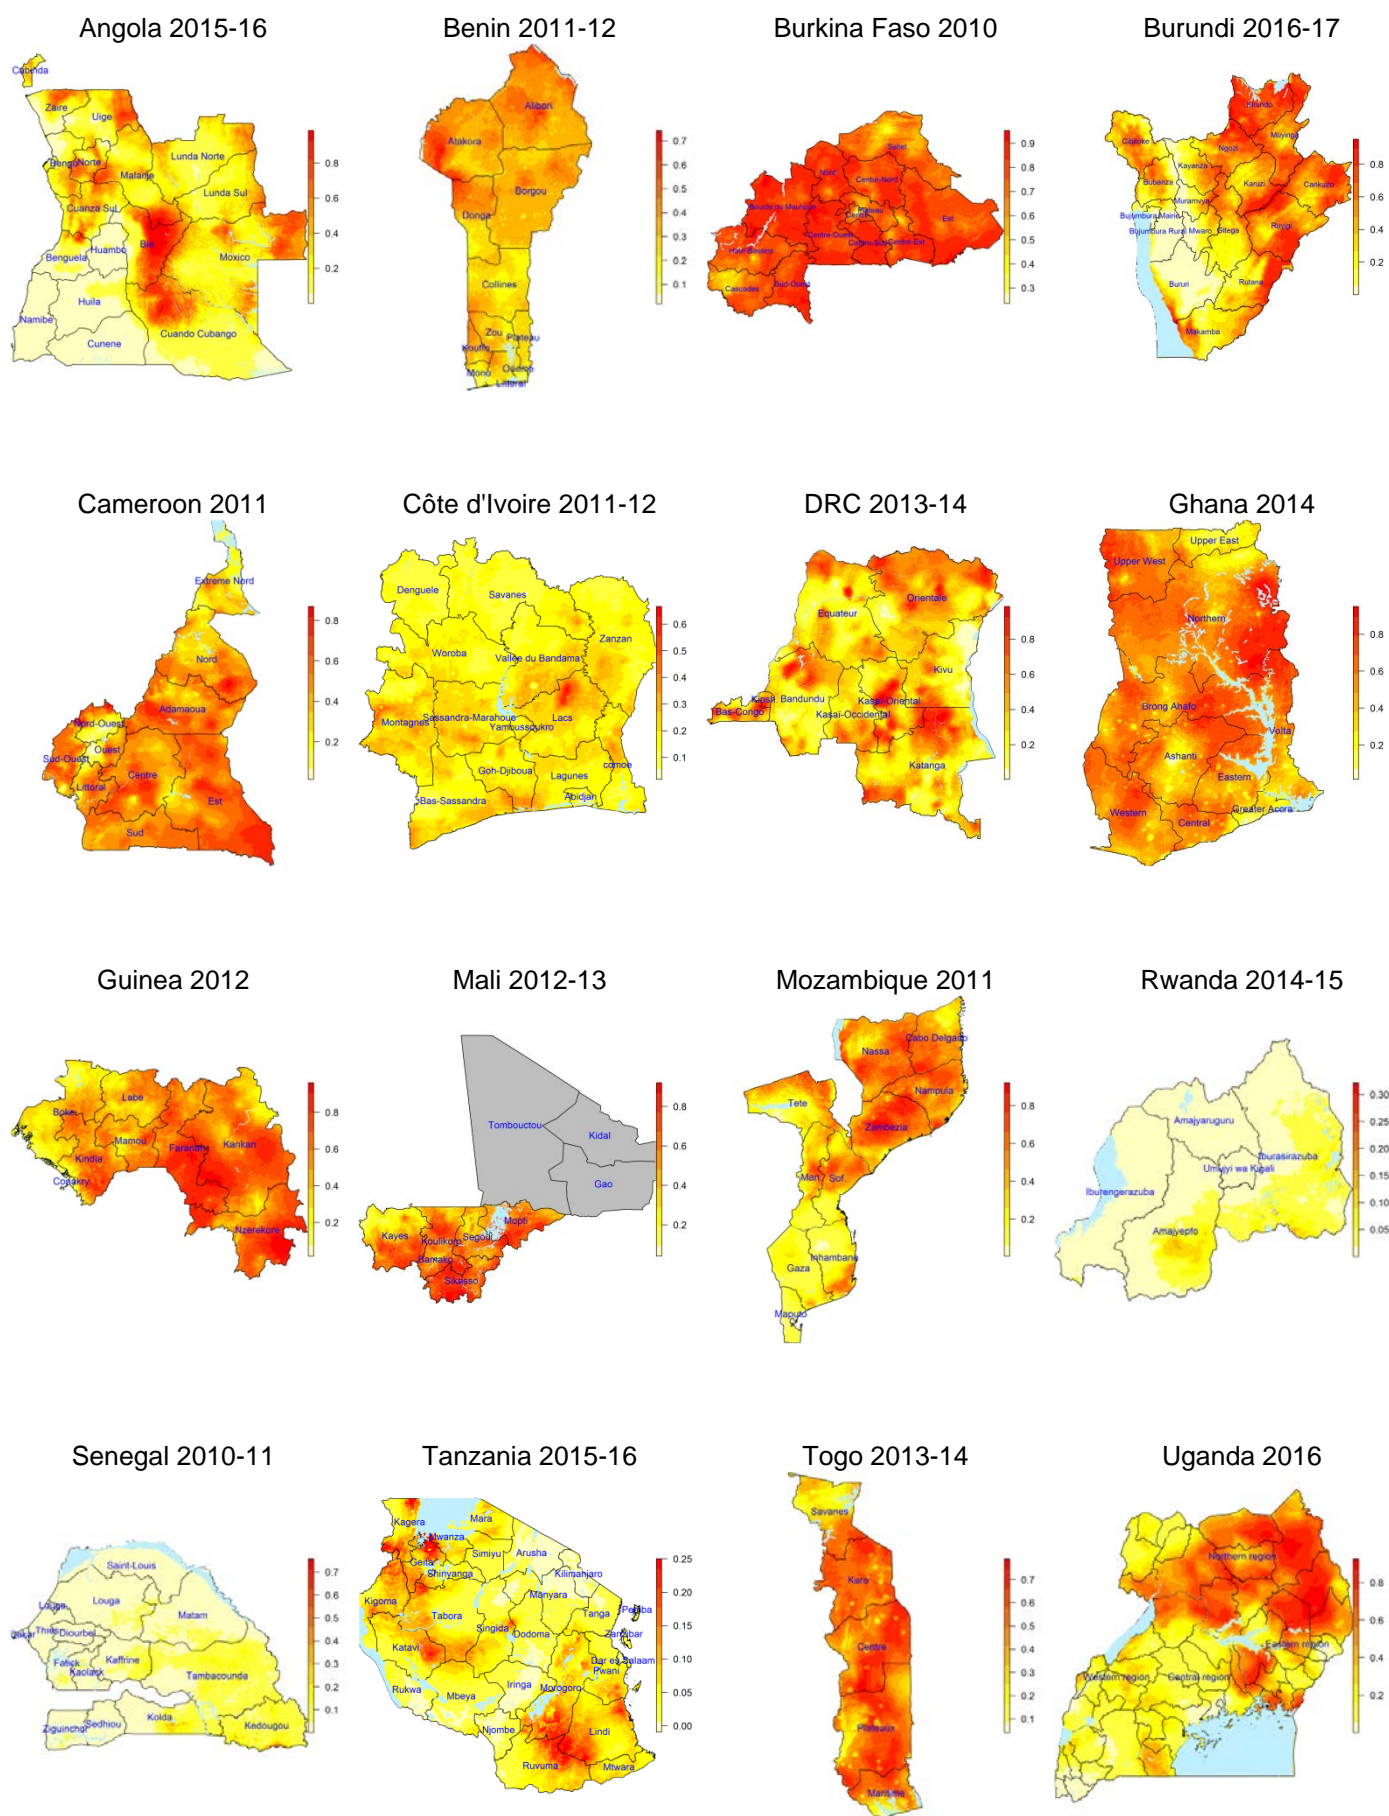 Angola 2015-16
Benin 2011-12
Burkina Faso 2010
Burundi 2016-17
Cabinda
Zaire
Uige
Bengo
Norte
Malanje
Lunda Norte
Lunda Sul
Cuanza Sul
Huambo
Bie
Benguela
Moxico
Huila
Namibe
Cunene
Cuando Cubango
0.8
0.6
0.4
0.2
Alibori
Atakora
Borgou
Donga
Collines
Zou
Plateau
Kouffo
Mono
Littoral
0.7
0.6
0.5
0.4
0.3
0.2
0.1
Sahel
Nord
Centre-Nord
Est
Centre-Ouest
Centre-Sud
Centre-Est
Cascades
Sud-Ouest
0.9
0.8
0.7
0.6
0.5
0.4
0.3
Kirundo
Muyinga
Ngozi
Cibitoke
Kayanza
Bubanza
Karuzi
Cankuzo
Muramvya
Bujumbura Mairie
Bujumbura Rural
Mwaro
Gitega
Ruyigi
Bururi
Rutana
Makamba
0.8
0.6
0.4
0.2
Cameroon 2011
Côte d'Ivoire 2011-12
DRC 2013-14
Ghana 2014
Extreme Nord
Nord
Adamaoua
Nord-Ouest
Ouest
Sud-Ouest
Littoral
Centre
Est
Sud
0.8
0.6
0.4
0.2
Denguele
Savanes
Zanzan
Woroba
Vallee du Bandama
Montagnes
Sassandra-Marahoue
Yamoussoukro
Lacs
Goh-Djiboua
Lagunes
comoe
Bas-Sassandra
Abidjan
0.6
0.5
0.4
0.3
0.2
0.1
Equateur
Orientale
Kivu
Kinsh.
Bandundu
Bas-Congo
Kasai-Oriental
Kasai-Occidental
Katanga
0.8
0.6
0.4
0.2
Upper East
Upper West
Northern
Brong Ahafo
Volta
Ashanti
Eastern
Western
Central
Greater Accra
0.8
0.6
0.4
0.2
Guinea 2012
Mali 2012-13
Mozambique 2011
Rwanda 2014-15
Labe
Boke
Mamou
Faranah
Kankan
Kindia
Conakry
Nzerekore
0.8
0.6
0.4
0.2
Tombouctou
Kidal
Gao
Mopti
Kayes
Koulikoro
Segou
Bamako
Sikasso
0.8
0.6
0.4
0.2
Nassa
Cabo Delgado
Nampula
Tete
Zambezia
Man.
Sof.
Gaza
Inhambane
Maputo
0.8
0.6
0.4
0.2
Amajyaruguru
Iburasirazuba
Umujyi wa Kigali
Iburengerazuba
Amajyepfo
0.30
0.25
0.20
0.15
0.10
0.05
Senegal 2010-11
Tanzania 2015-16
Togo 2013-14
Uganda 2016
Saint-Louis
Louga
Louga
Matam
Dakar
Thies
Diourbel
Fatick
Kaolack
Kaffrine
Tambacounda
Ziguinchor
Sedhiou
Kolda
Kedougou
0.7
0.6
0.5
0.4
0.3
0.2
0.1
Kagera
Mara
Mwanza
Geita
Simiyu
Arusha
Shinyanga
Kilimanjaro
Kigoma
Manyara
Tabora
Tanga
Pemba
Singida
Dodoma
Zanzibar
Katavi
Dar es Salaam
Pwani
Rukwa
Mbeya
Iringa
Morogoro
Njombe
Lindi
Ruvuma
Mtwara
0.25
0.20
0.15
0.10
0.05
0.00
Savanes
Kara
Centre
Plateaux
Maritime
0.7
0.6
0.5
0.4
0.3
0.2
0.1
Northern region
Eastern region
Western region
Central region
0.8
0.6
0.4
0.2